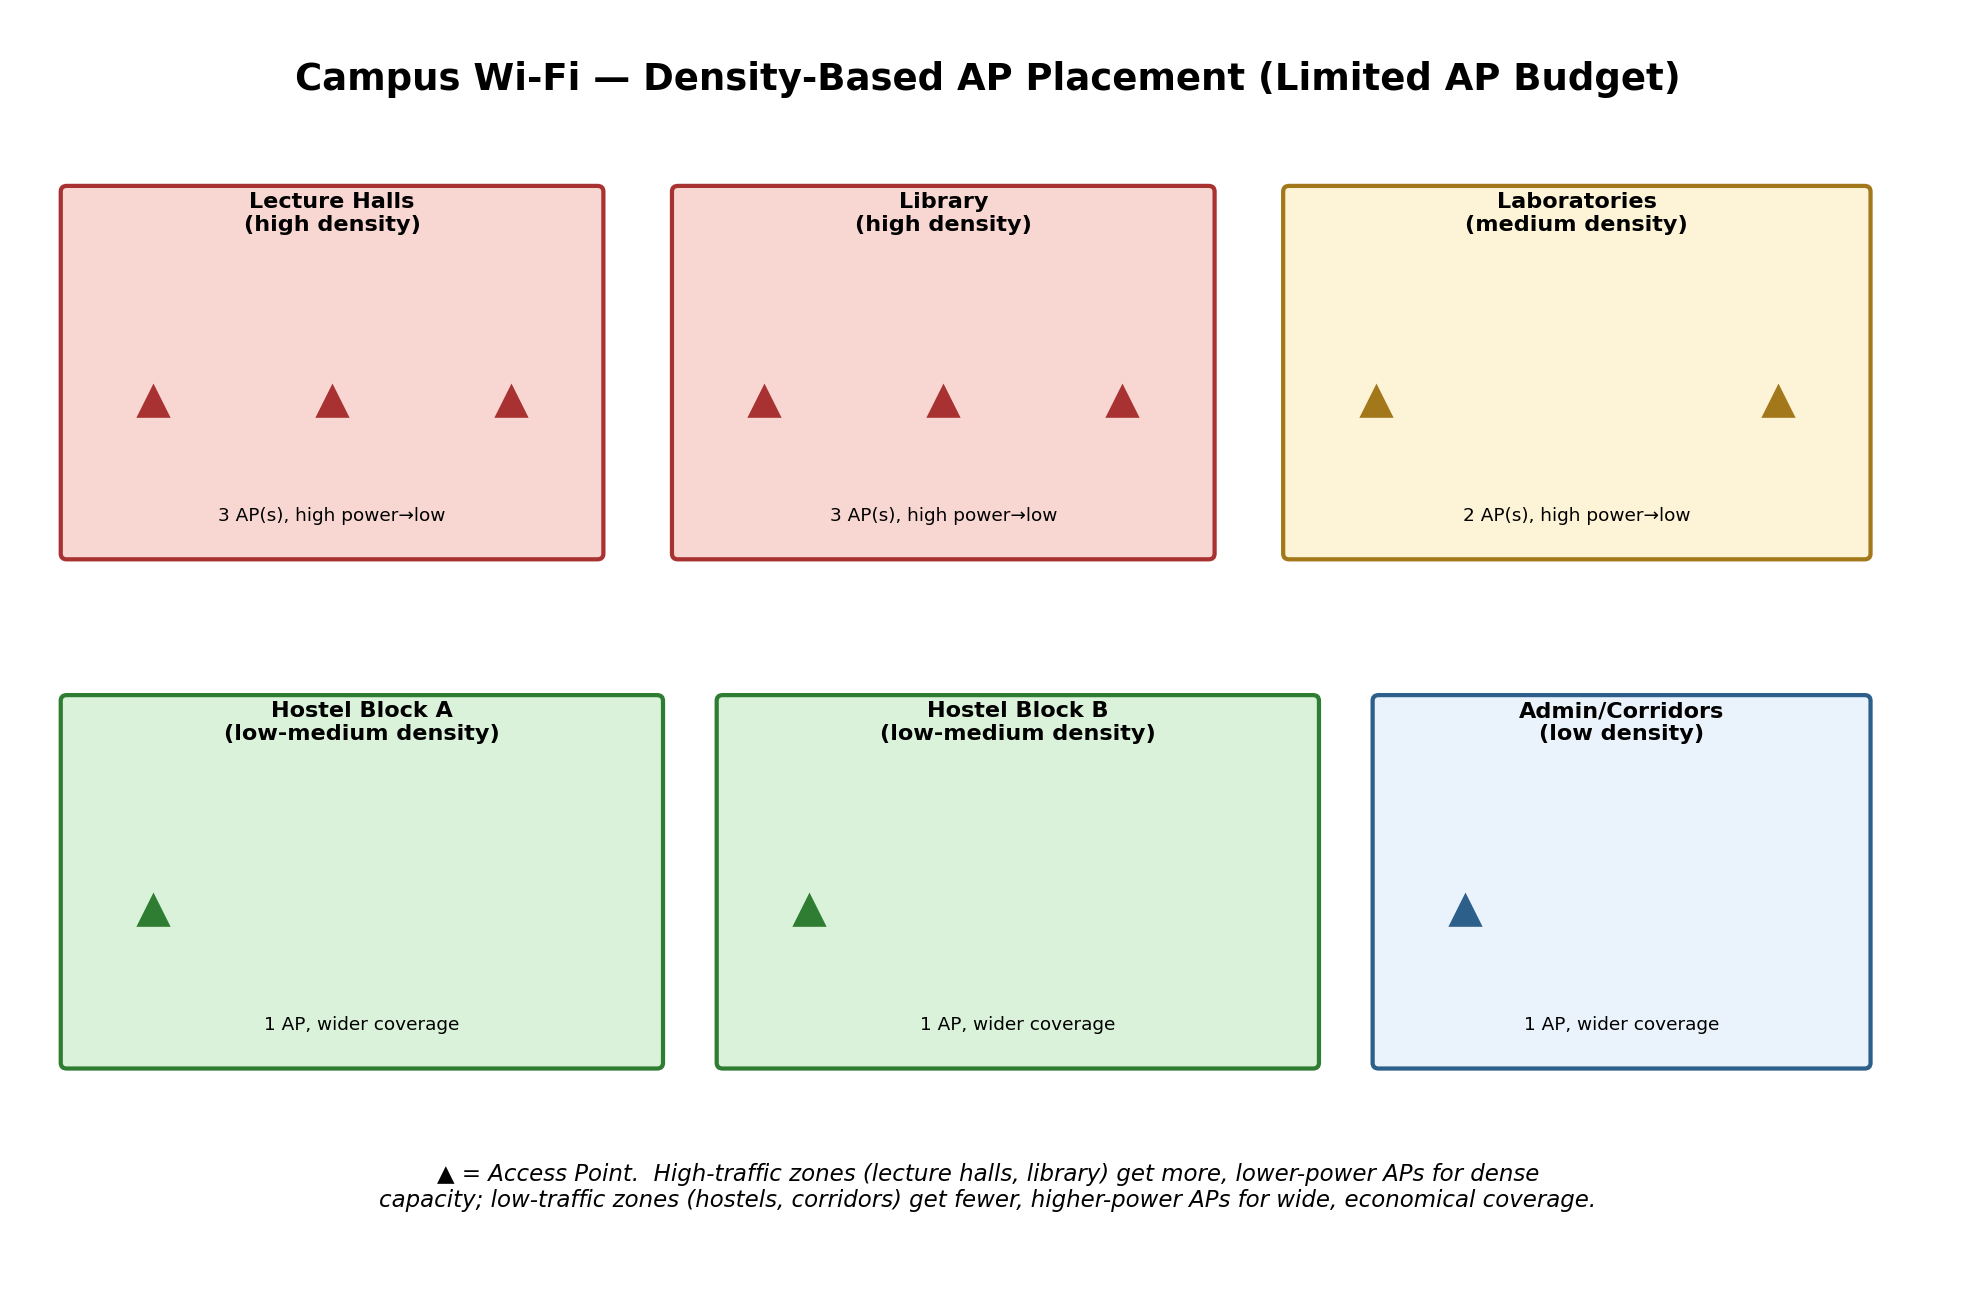 Campus Wi-Fi — Density-Based AP Placement (Limited AP Budget)
Lecture Halls
(high density)
3 AP(s), high power→low
Library
(high density)
3 AP(s), high power→low
Laboratories
(medium density)
2 AP(s), high power→low
Hostel Block A
(low-medium density)
1 AP, wider coverage
Hostel Block B
(low-medium density)
1 AP, wider coverage
Admin/Corridors
(low density)
1 AP, wider coverage
▲ = Access Point.  High-traffic zones (lecture halls, library) get more, lower-power APs for dense
capacity; low-traffic zones (hostels, corridors) get fewer, higher-power APs for wide, economical coverage.